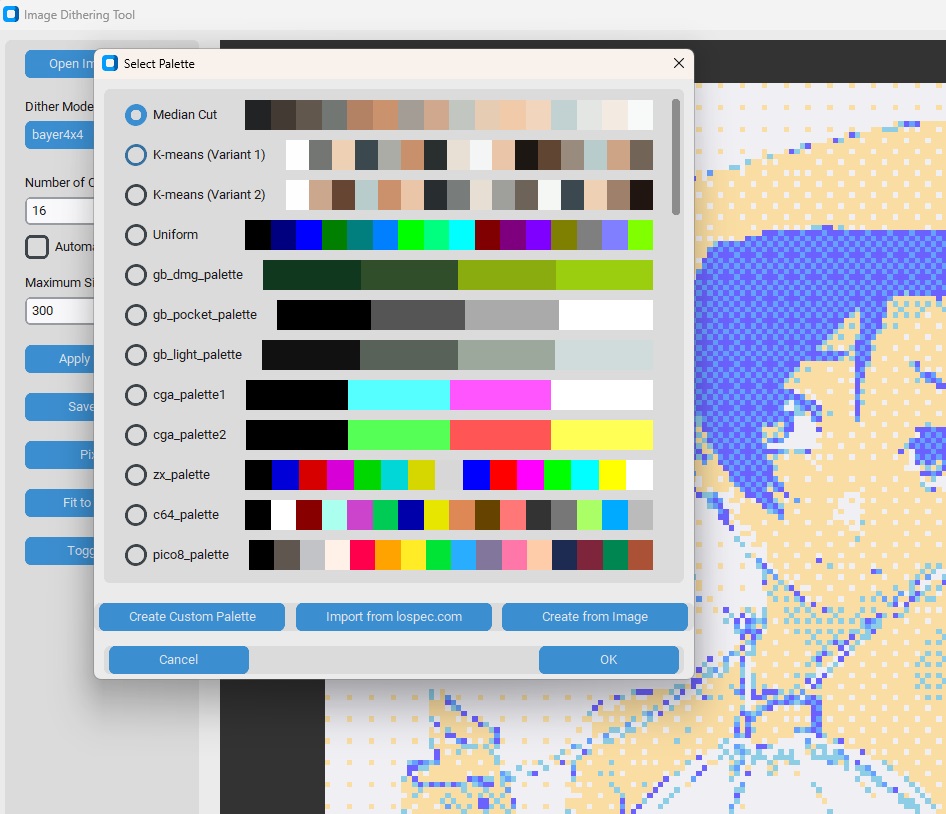 Image Dithering Tool
Open Im
Dither Mode
bayer4x4
Number of C
16
Automa
Maximum Si
300
Apply
Save
Pix
Fit to
Togg
Select Palette
Median Cut
K-means (Variant 1)
K-means (Variant 2)
Uniform
gb_dmg_palette
gb_pocket_palette
gb_light_palette
cga_palette1
cga_palette2
zx_palette
c64_palette
pico8_palette
Create Custom Palette
Import from lospec.com
Create from Image
Cancel
OK